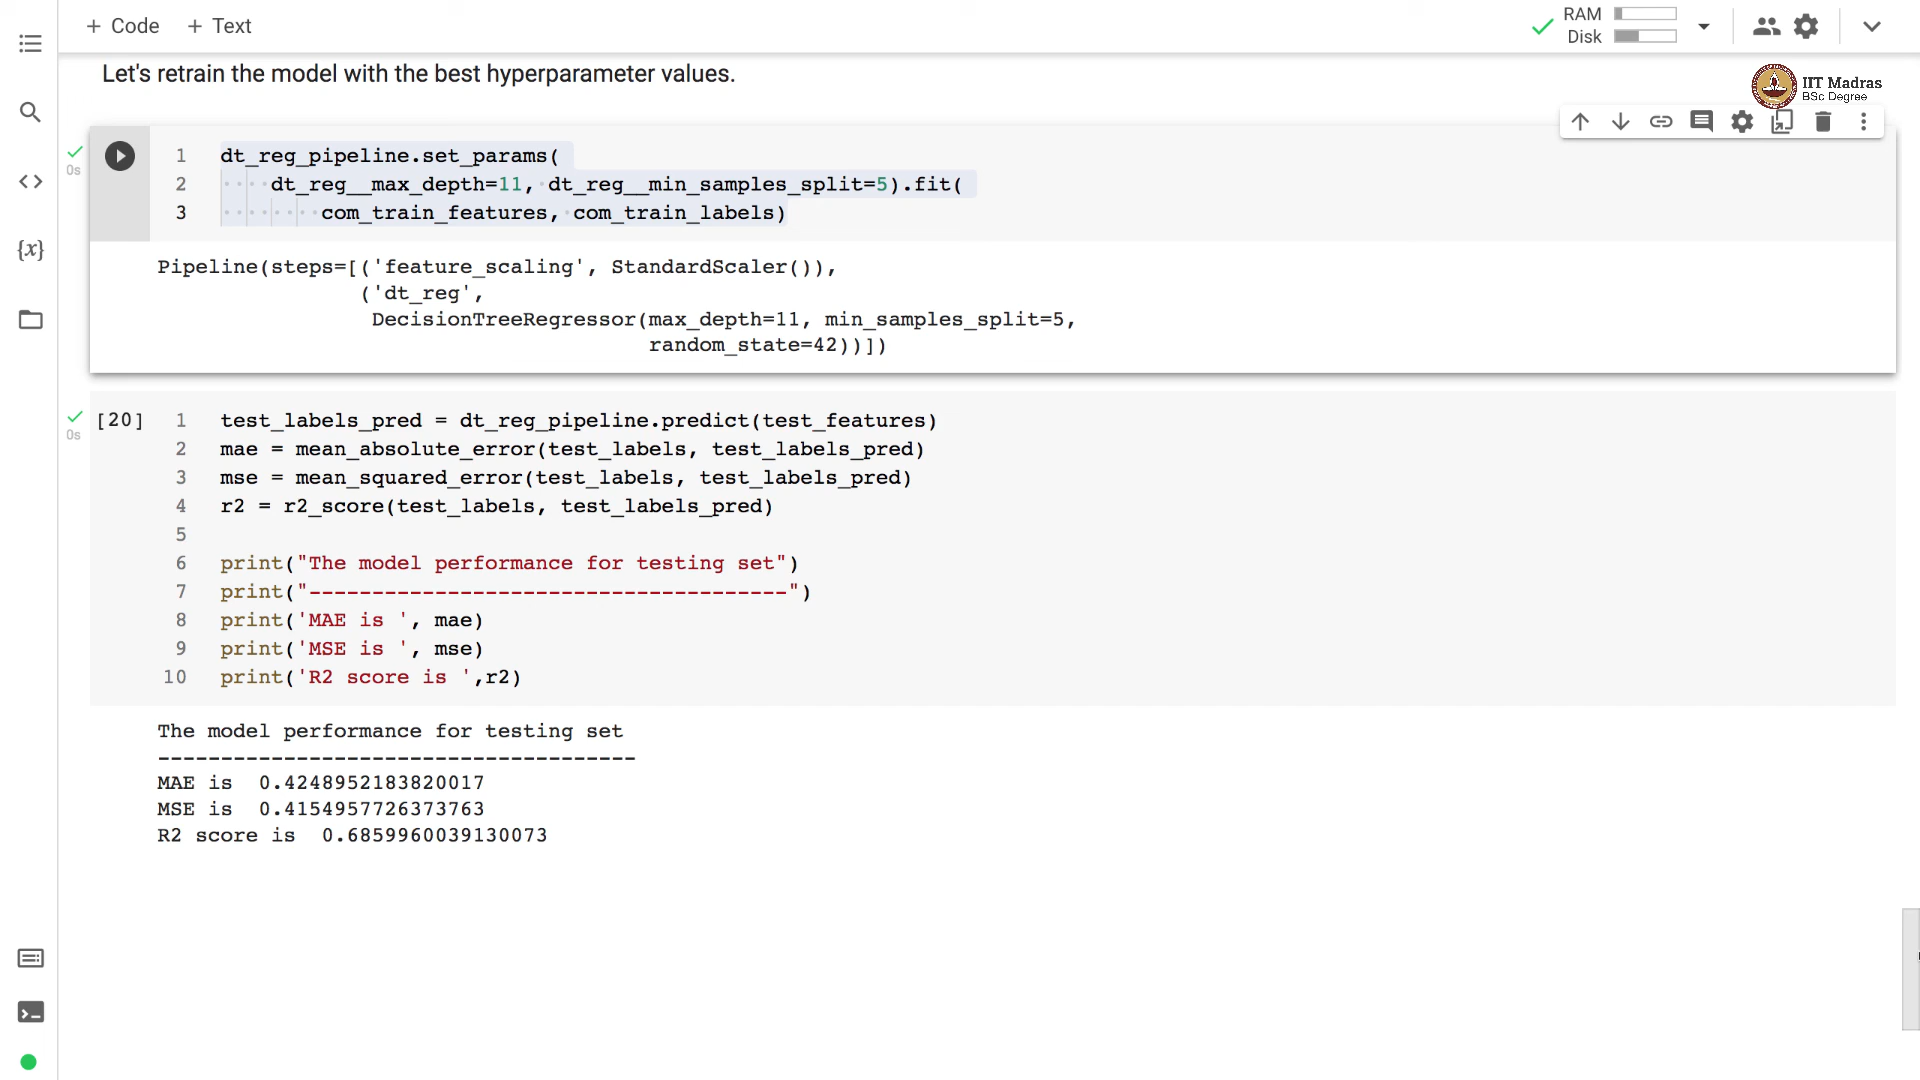 + Code + Text
RAM
Disk
Let's retrain the model with the best hyperparameter values.
IIT Madras
BSc Degree
{x}
0s
1 dt_reg_pipeline.set_params(
2 dt_reg__max_depth=11, dt_reg__min_samples_split=5).fit(
3 com_train_features, com_train_labels)
Pipeline(steps=[('feature_scaling', StandardScaler()),
('dt_reg',
DecisionTreeRegressor(max_depth=11, min_samples_split=5,
random_state=42))])
0s
[20] 1 test_labels_pred = dt_reg_pipeline.predict(test_features)
2 mae = mean_absolute_error(test_labels, test_labels_pred)
3 mse = mean_squared_error(test_labels, test_labels_pred)
4 r2 = r2_score(test_labels, test_labels_pred)
5
6 print("The model performance for testing set")
7 print("--------------------------------------")
8 print('MAE is ', mae)
9 print('MSE is ', mse)
10 print('R2 score is ',r2)
The model performance for testing set
--------------------------------------
MAE is  0.4248952183820017
MSE is  0.4154957726373763
R2 score is  0.6859960039130073